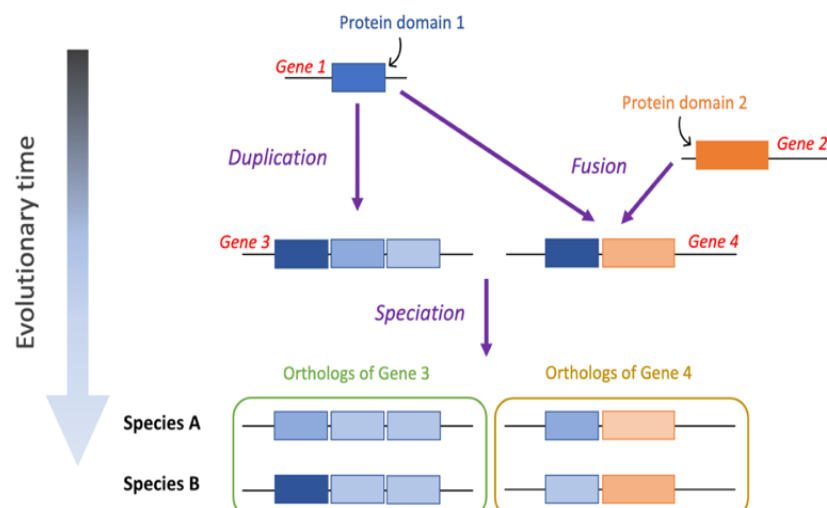 Protein domain 1
Gene 1
Protein domain 2
Gene 2
Duplication
Fusion
Gene 3
Gene 4
Evolutionary time
Speciation
Orthologs of Gene 3
Orthologs of Gene 4
Species A
Species B